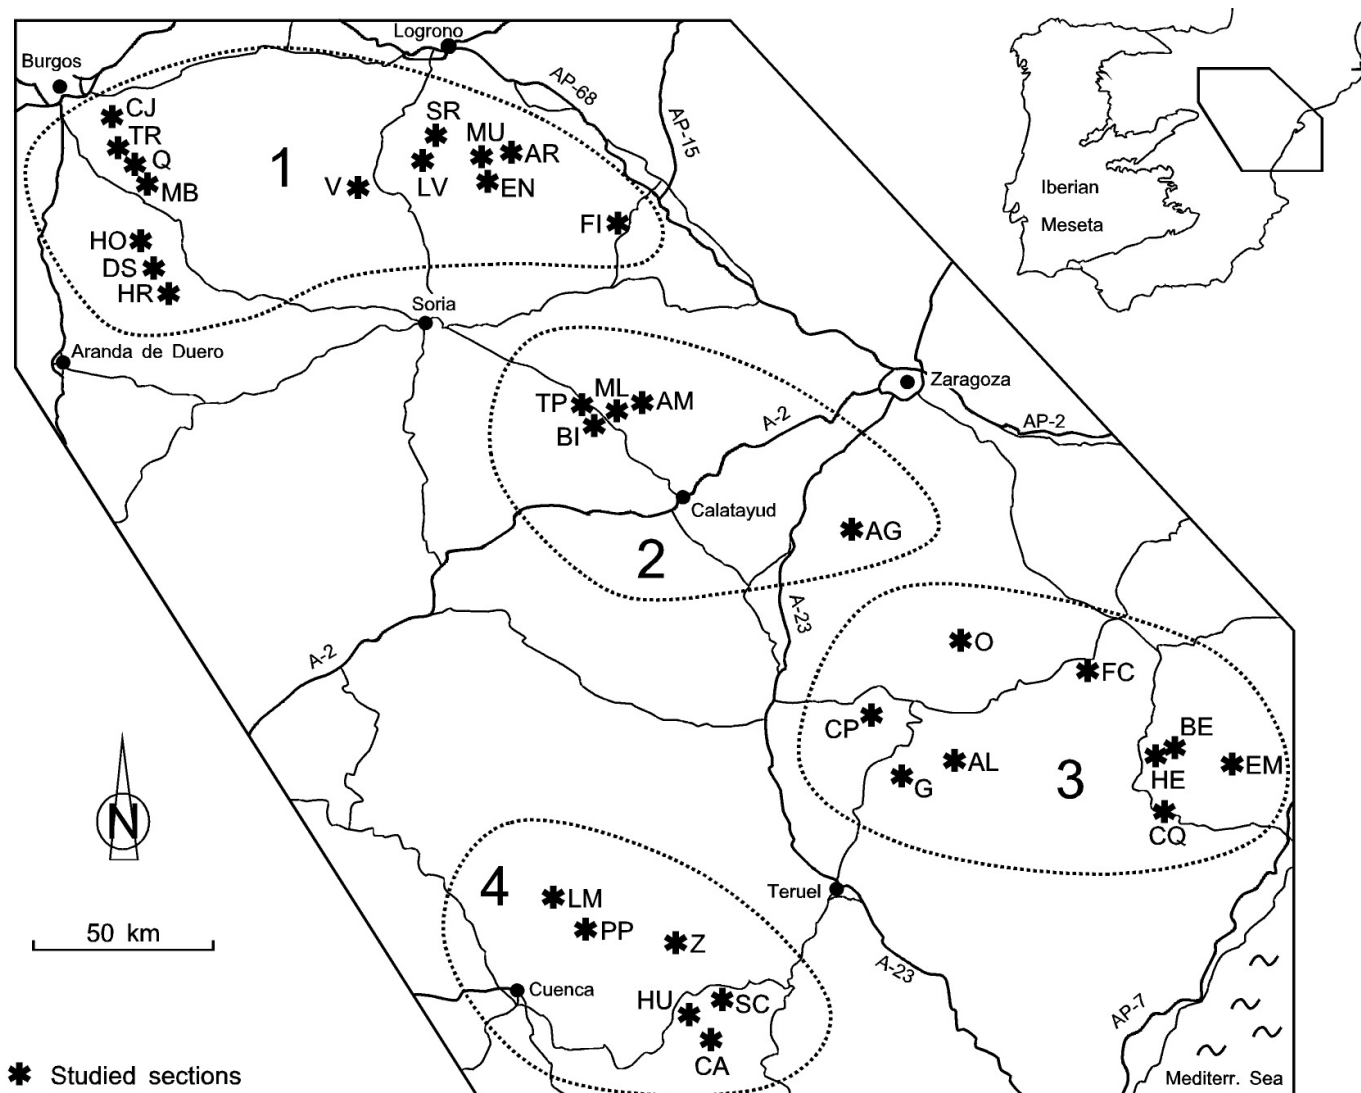 Logrono
Burgos
AP-68
CJ
SR
AP-15
TR
MU
AR
Q
1
LV
EN
V
MB
Iberian
Meseta
FI
HO
DS
HR
Soria
Aranda de Duero
Zaragoza
ML
AM
TP
A-2
AP-2
BI
Calatayud
AG
2
A-23
O
A-2
FC
CP
BE
AL
3
HE
EM
G
CQ
N
4
Teruel
LM
50 km
PP
Z
A-23
Cuenca
HU
SC
AP-7
CA
Studied sections
Mediterr. Sea